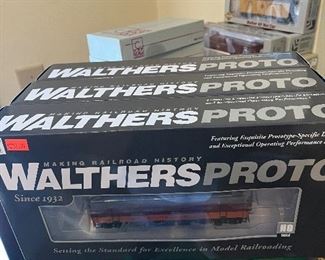 WALTHERSPROTO
WALTHERSPROTO
WALTHERSPROTO
Featuring Exquisite Prototype-Specific
and Exceptional Operating Performance
MAKING RAILROAD HISTORY
WALTHERSPROTO
Since 1932
HO
Setting the Standard for Excellence in Model Railroading